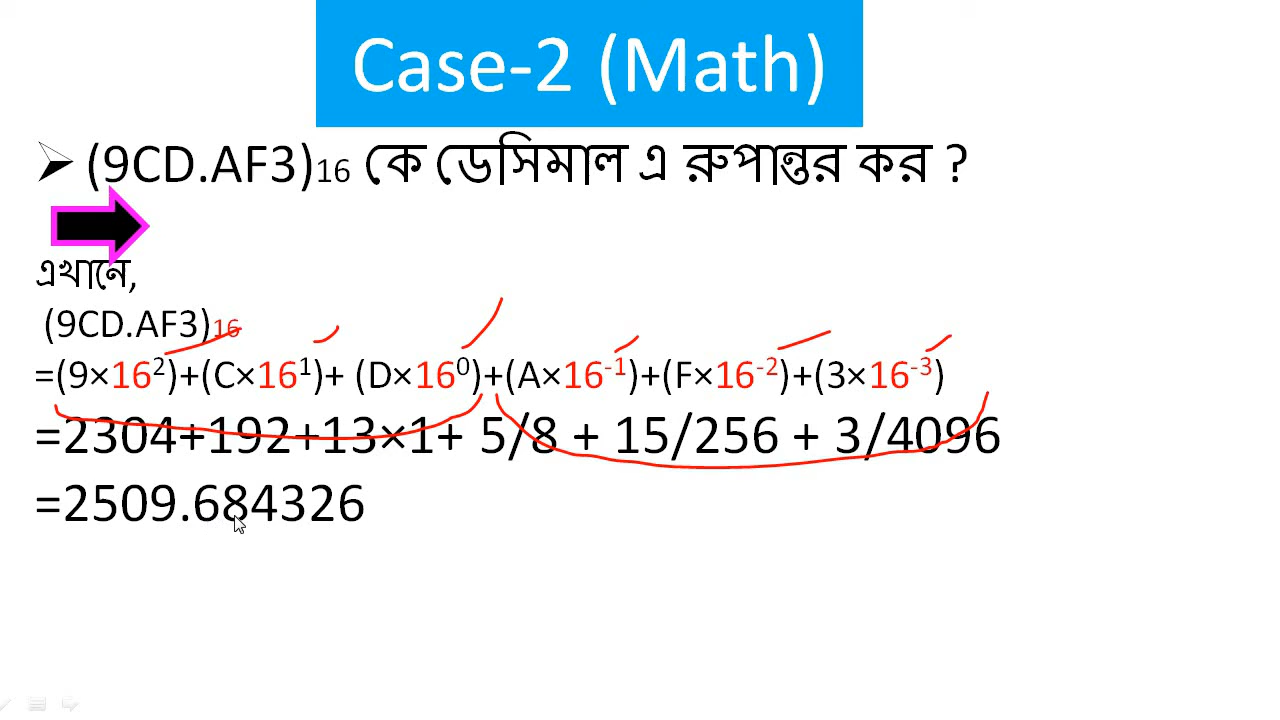 Case-2 (Math)
(9CD.AF3)₁₆ কে ডেসিমাল এ রুপান্তর কর ?
এখানে,
(9CD.AF3)₁₆
=(9×16²)+(C×16¹)+ (D×16⁰)+(A×16⁻¹)+(F×16⁻²)+(3×16⁻³)
=2304+192+13×1+ 5/8 + 15/256 + 3/4096
=2509.684326